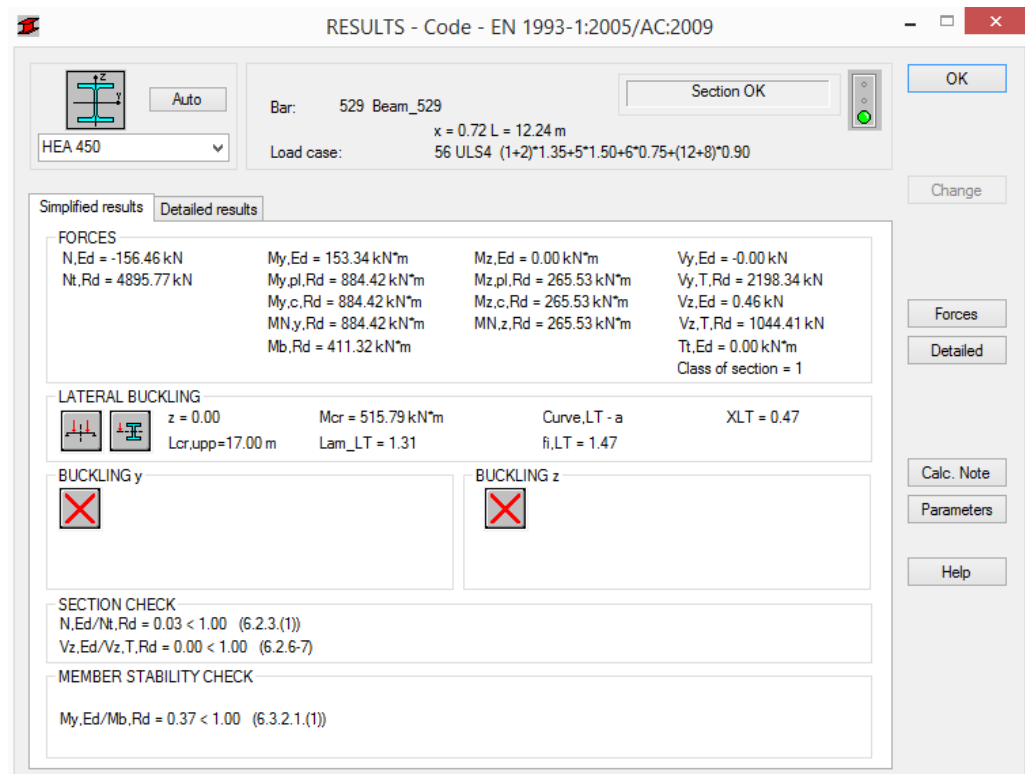 RESULTS - Code - EN 1993-1:2005/AC:2009
z
y
Auto
HEA 450
Bar: 529 Beam_529
Section OK
x = 0.72 L = 12.24 m
Load case: 56 ULS4 (1+2)*1.35+5*1.50+6*0.75+(12+8)*0.90
OK
Change
Simplified results Detailed results
FORCES
N,Ed = -156.46 kN My,Ed = 153.34 kN*m Mz,Ed = 0.00 kN*m Vy,Ed = -0.00 kN
Nt,Rd = 4895.77 kN My,pl,Rd = 884.42 kN*m Mz,pl,Rd = 265.53 kN*m Vy,T,Rd = 2198.34 kN
My,c,Rd = 884.42 kN*m Mz,c,Rd = 265.53 kN*m Vz,Ed = 0.46 kN
MN,y,Rd = 884.42 kN*m MN,z,Rd = 265.53 kN*m Vz,T,Rd = 1044.41 kN
Mb,Rd = 411.32 kN*m Tt,Ed = 0.00 kN*m
Class of section = 1
Forces
Detailed
LATERAL BUCKLING
z = 0.00 Mcr = 515.79 kN*m Curve,LT - a XLT = 0.47
Lcr,upp=17.00 m Lam_LT = 1.31 fi,LT = 1.47
BUCKLING y BUCKLING z
Calc. Note
Parameters
Help
SECTION CHECK
N,Ed/Nt,Rd = 0.03 < 1.00 (6.2.3.(1))
Vz,Ed/Vz,T,Rd = 0.00 < 1.00 (6.2.6-7)
MEMBER STABILITY CHECK
My,Ed/Mb,Rd = 0.37 < 1.00 (6.3.2.1.(1))